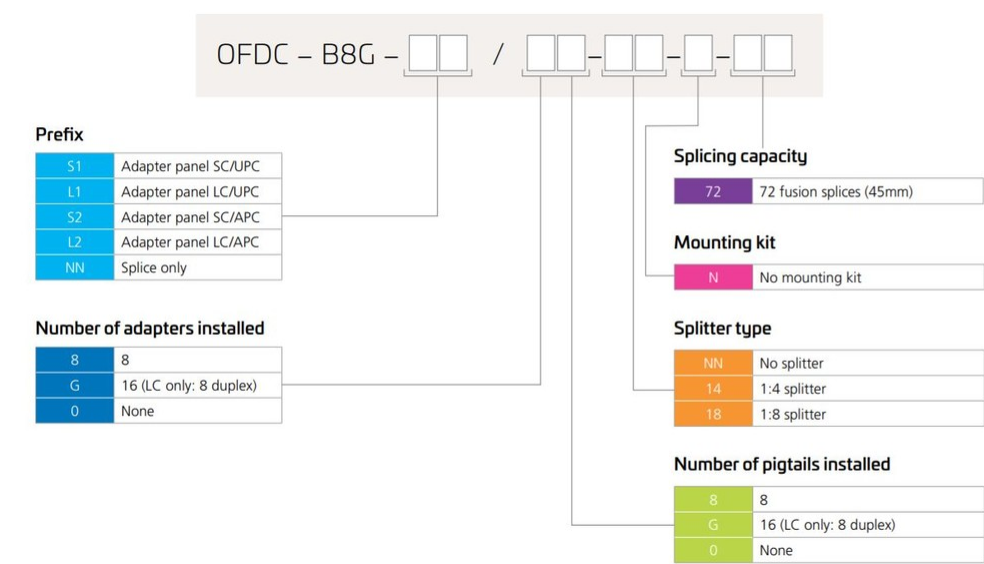 OFDC – B8G – / – – –
Prefix
S1 Adapter panel SC/UPC
L1 Adapter panel LC/UPC
S2 Adapter panel SC/APC
L2 Adapter panel LC/APC
NN Splice only
Number of adapters installed
8 8
G 16 (LC only: 8 duplex)
0 None
Splicing capacity
72 72 fusion splices (45mm)
Mounting kit
N No mounting kit
Splitter type
NN No splitter
14 1:4 splitter
18 1:8 splitter
Number of pigtails installed
8 8
G 16 (LC only: 8 duplex)
0 None